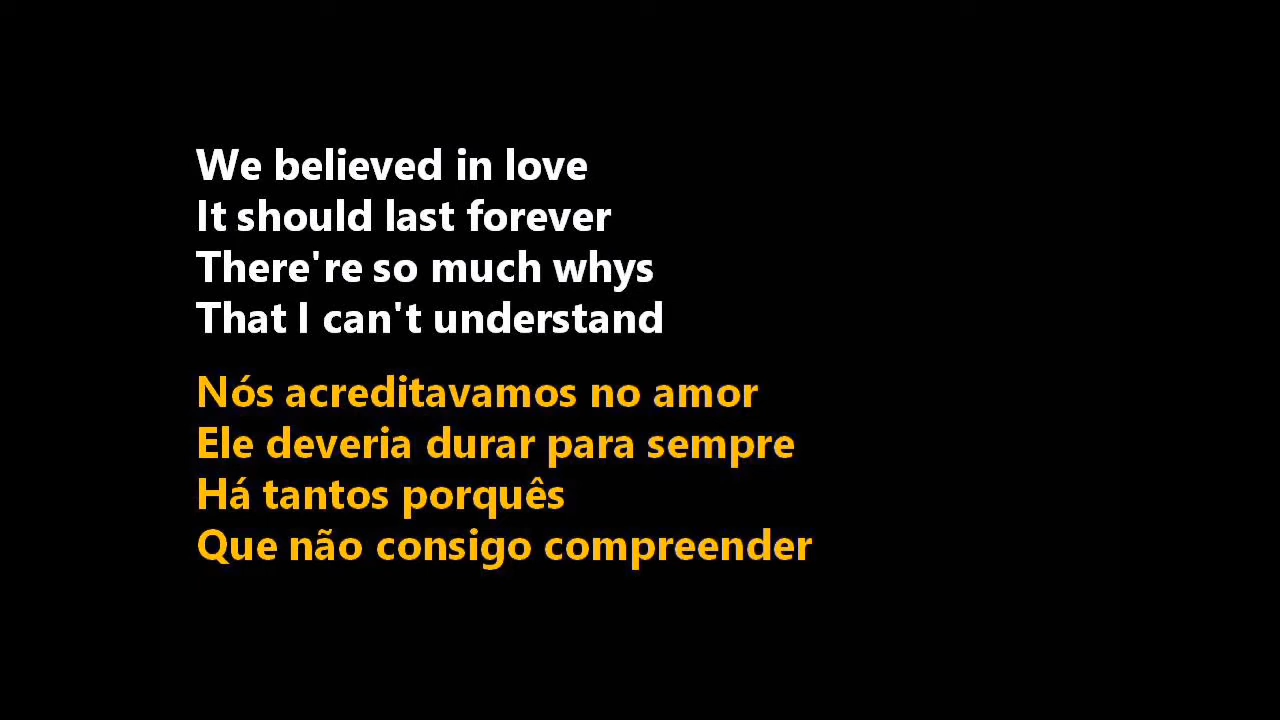 We believed in love
It should last forever
There're so much whys
That I can't understand
Nós acreditavamos no amor
Ele deveria durar para sempre
Há tantos porquês
Que não consigo compreender